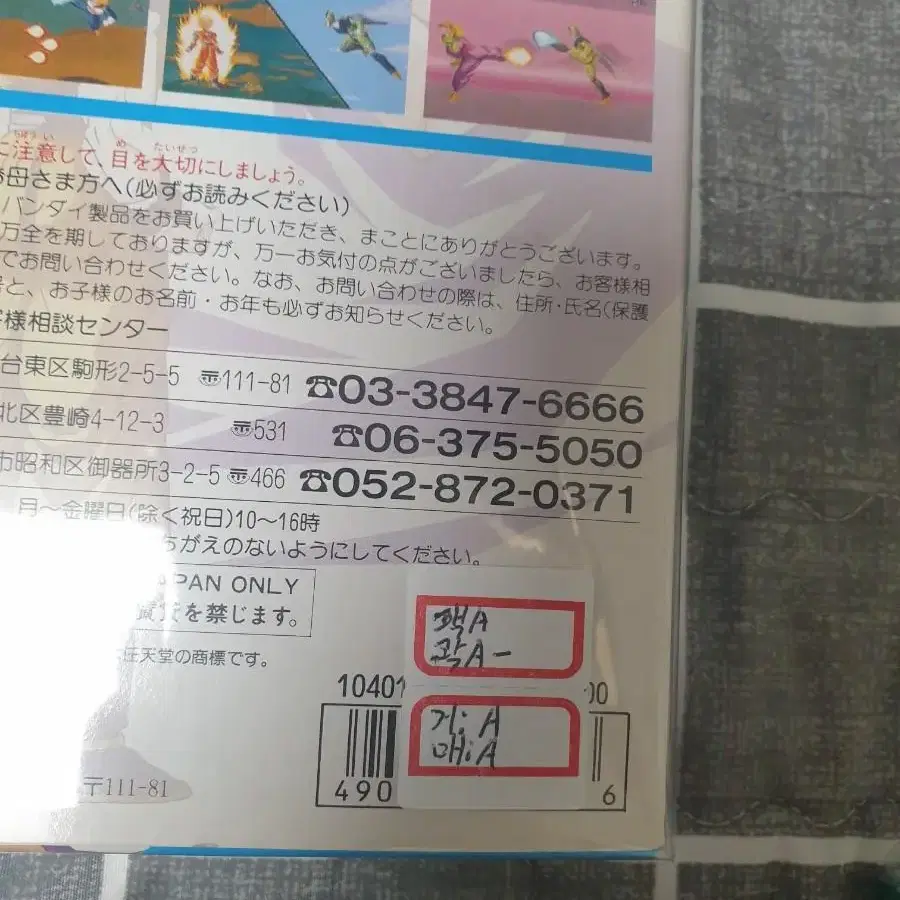 に注意して、目を大切にしましょう。
お母さま方へ(必ずお読みください)
バンダイ製品をお買い上げいただき、まことにありがとうございます。
万全を期しておりますが、万一お気付の点がございましたら、お客様相
でお問い合わせください。なお、お問い合わせの際は、住所・氏名(保護
と、お子様のお名前・お年も必ずお知らせください。
客様相談センター
台東区駒形2-5-5 〒111-81 ☎03-3847-6666
北区豊崎4-12-3 〒531 ☎06-375-5050
市昭和区御器所3-2-5 〒466 ☎052-872-0371
月～金曜日(除く祝日)10～16時
ちがえのないようにしてください。
JAPAN ONLY
賃貸を禁じます。
任天堂の商標です。
팩A
곽A-
10401
00
겉:A
매:A
490
6
〒111-81